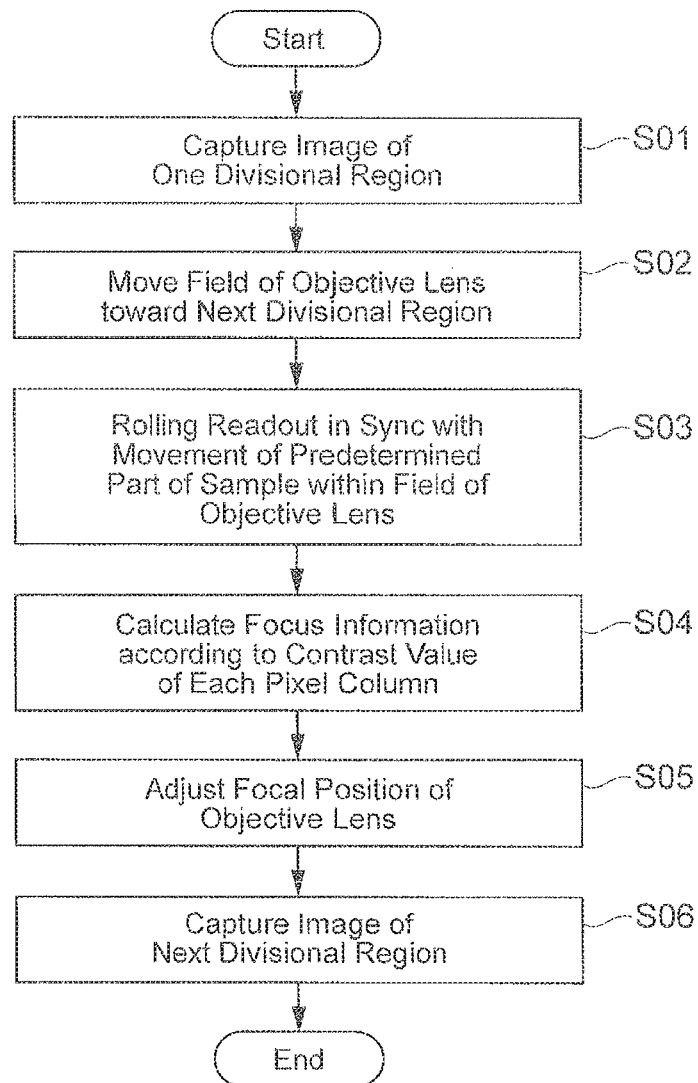 Start
Capture Image of
One Divisional Region
S01
Move Field of Objective Lens
toward Next Divisional Region
S02
Rolling Readout in Sync with
Movement of Predetermined
Part of Sample within Field of
Objective Lens
S03
Calculate Focus Information
according to Contrast Value
of Each Pixel Column
S04
Adjust Focal Position of
Objective Lens
S05
Capture Image of
Next Divisional Region
S06
End